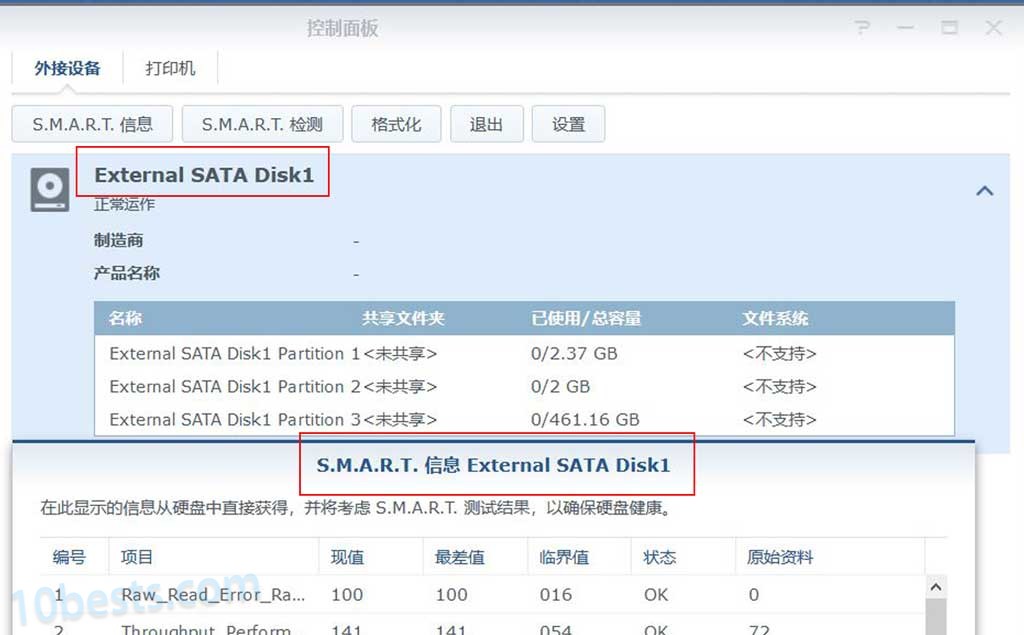 控制面板
外接设备 打印机
S.M.A.R.T. 信息 S.M.A.R.T. 检测 格式化 退出 设置
External SATA Disk1
正常运作
制造商 -
产品名称 -
名称 共享文件夹 已使用/总容量 文件系统
External SATA Disk1 Partition 1 <未共享> 0/2.37 GB <不支持>
External SATA Disk1 Partition 2 <未共享> 0/2 GB <不支持>
External SATA Disk1 Partition 3 <未共享> 0/461.16 GB <不支持>
S.M.A.R.T. 信息 External SATA Disk1
在此显示的信息从硬盘中直接获得，并将考虑 S.M.A.R.T. 测试结果，以确保硬盘健康。
编号 项目 现值 最差值 临界值 状态 原始资料
1 Raw_Read_Error_Ra... 100 100 016 OK 0
2 Throughput_Perform... 141 141 054 OK 72
10bests.com